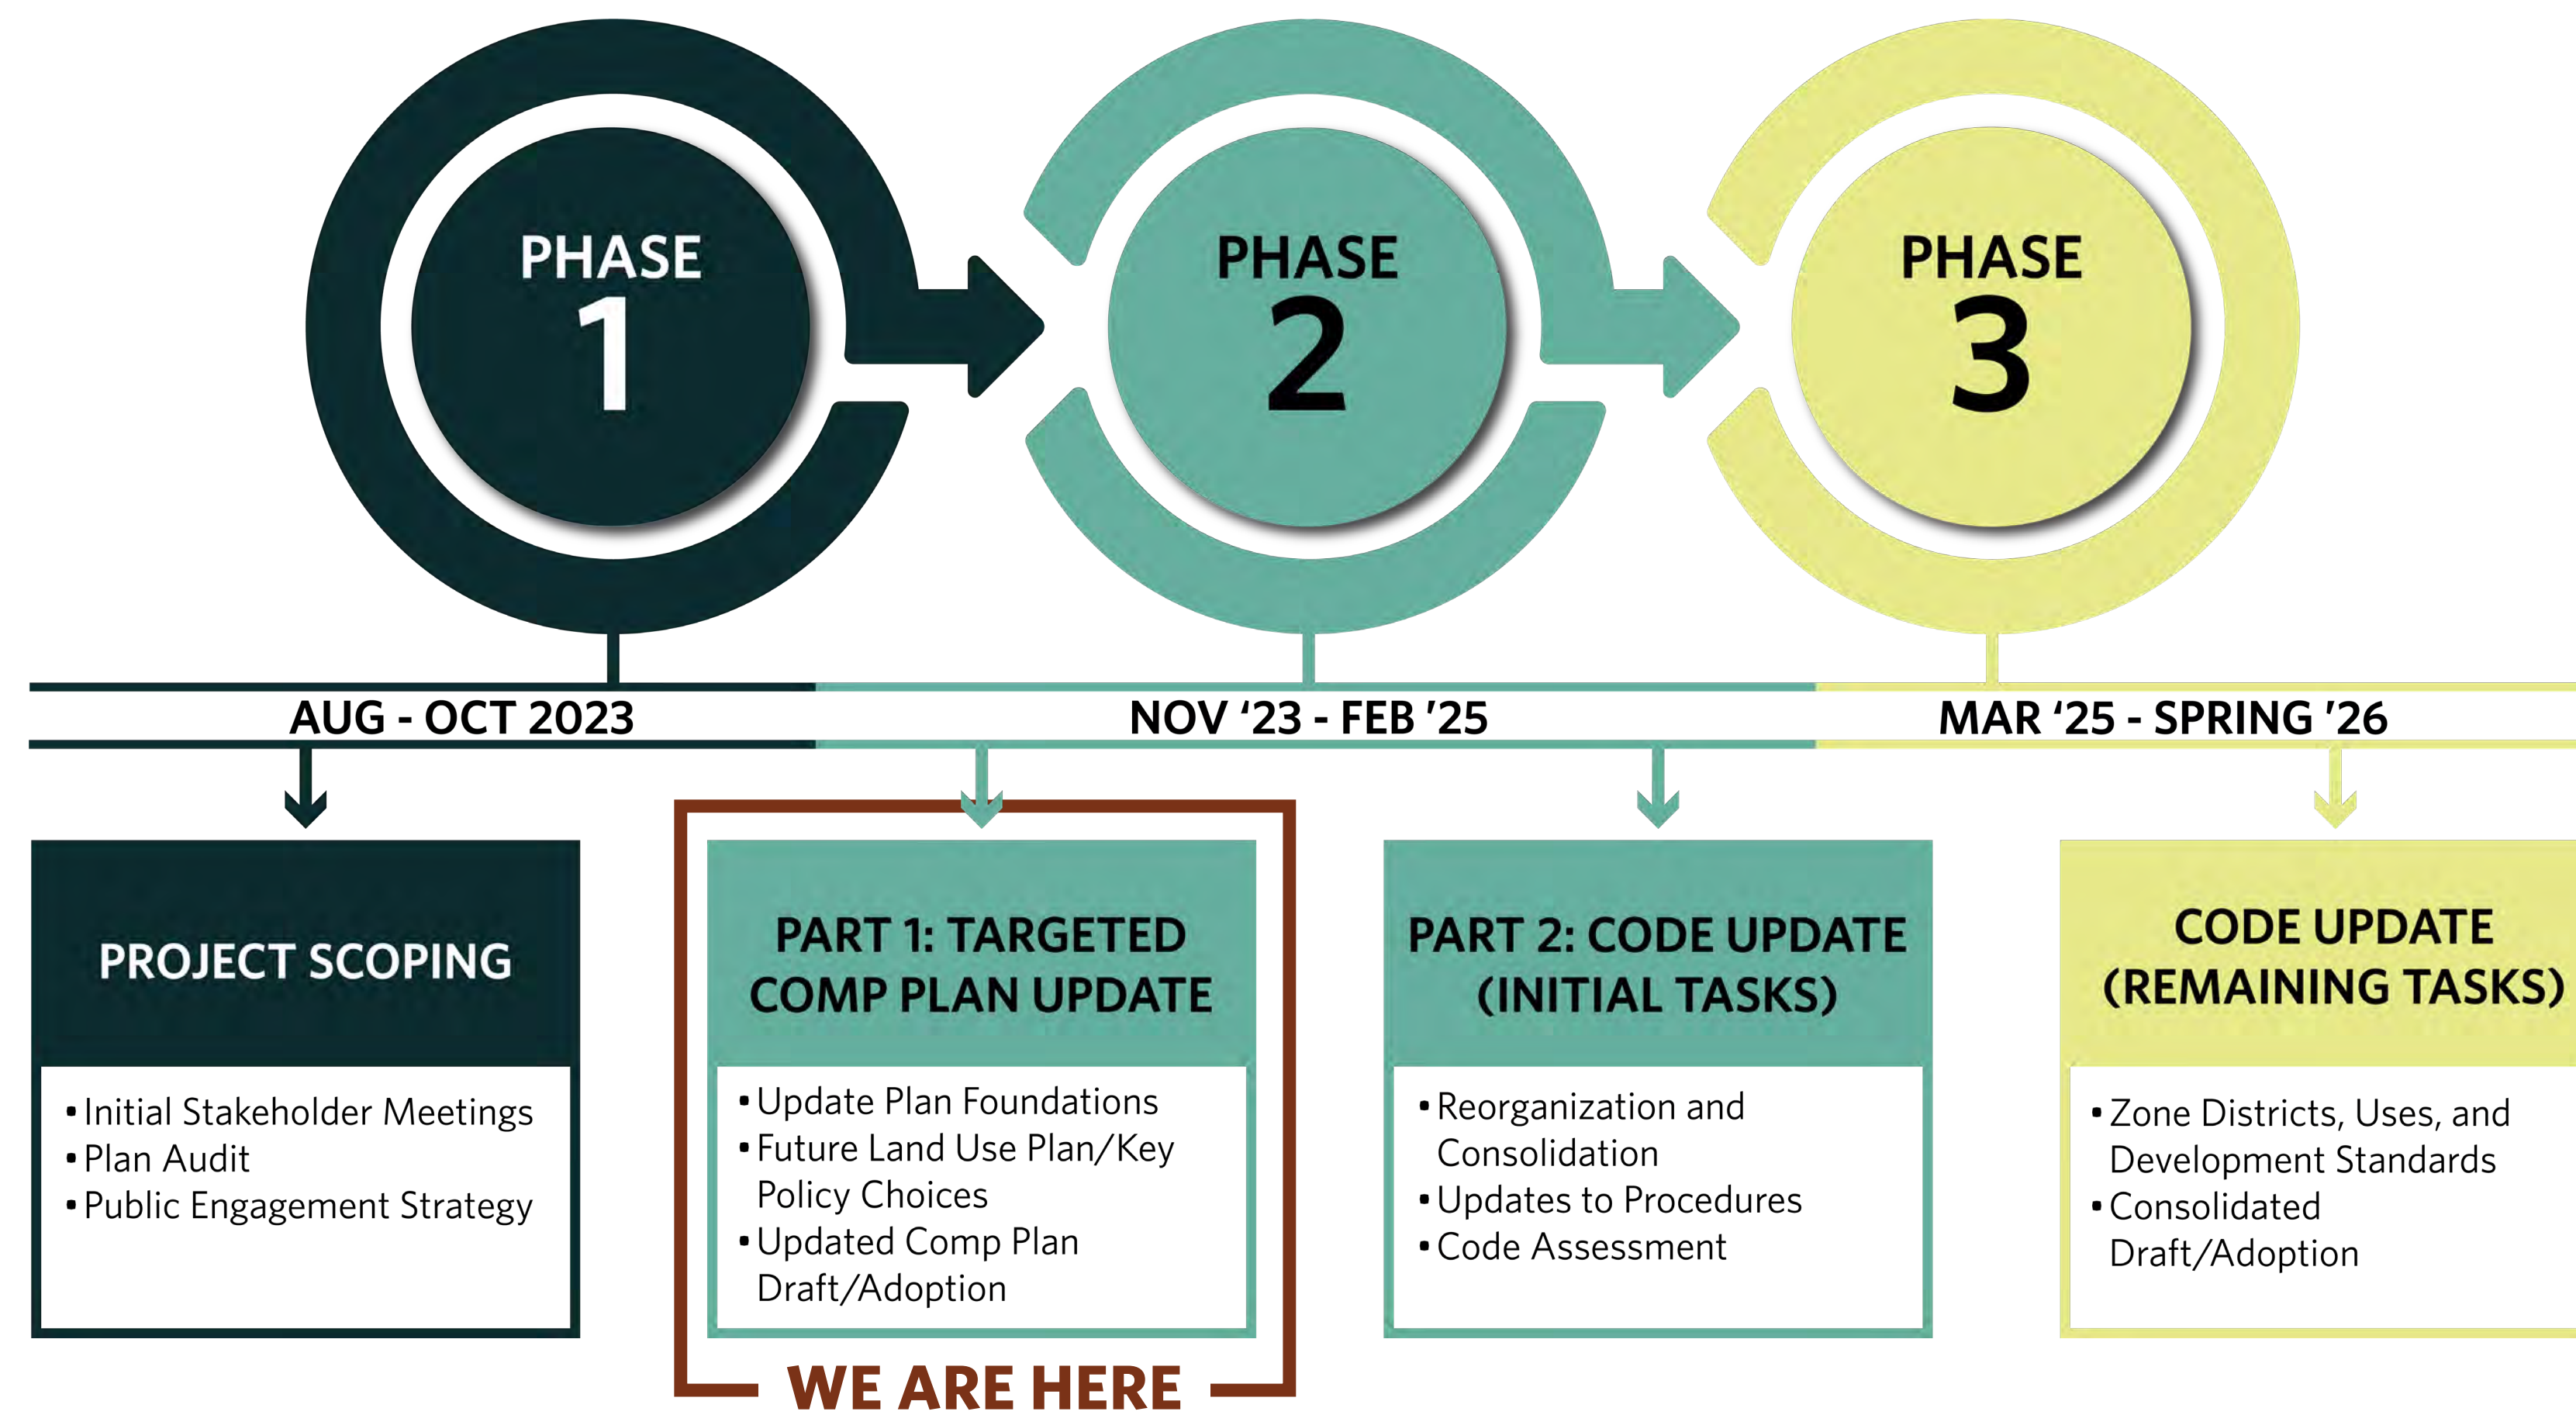 PHASE
1
PHASE
2
PHASE
3
AUG - OCT 2023
NOV ‘23 - FEB ’25
MAR ‘25 - SPRING ’26
PROJECT SCOPING
▪ Initial Stakeholder Meetings
▪ Plan Audit
▪ Public Engagement Strategy
PART 1: TARGETED
COMP PLAN UPDATE
▪ Update Plan Foundations
▪ Future Land Use Plan/Key
Policy Choices
▪ Updated Comp Plan
Draft/Adoption
WE ARE HERE
PART 2: CODE UPDATE
(INITIAL TASKS)
▪ Reorganization and
Consolidation
▪ Updates to Procedures
▪ Code Assessment
CODE UPDATE
(REMAINING TASKS)
▪ Zone Districts, Uses, and
Development Standards
▪ Consolidated
Draft/Adoption